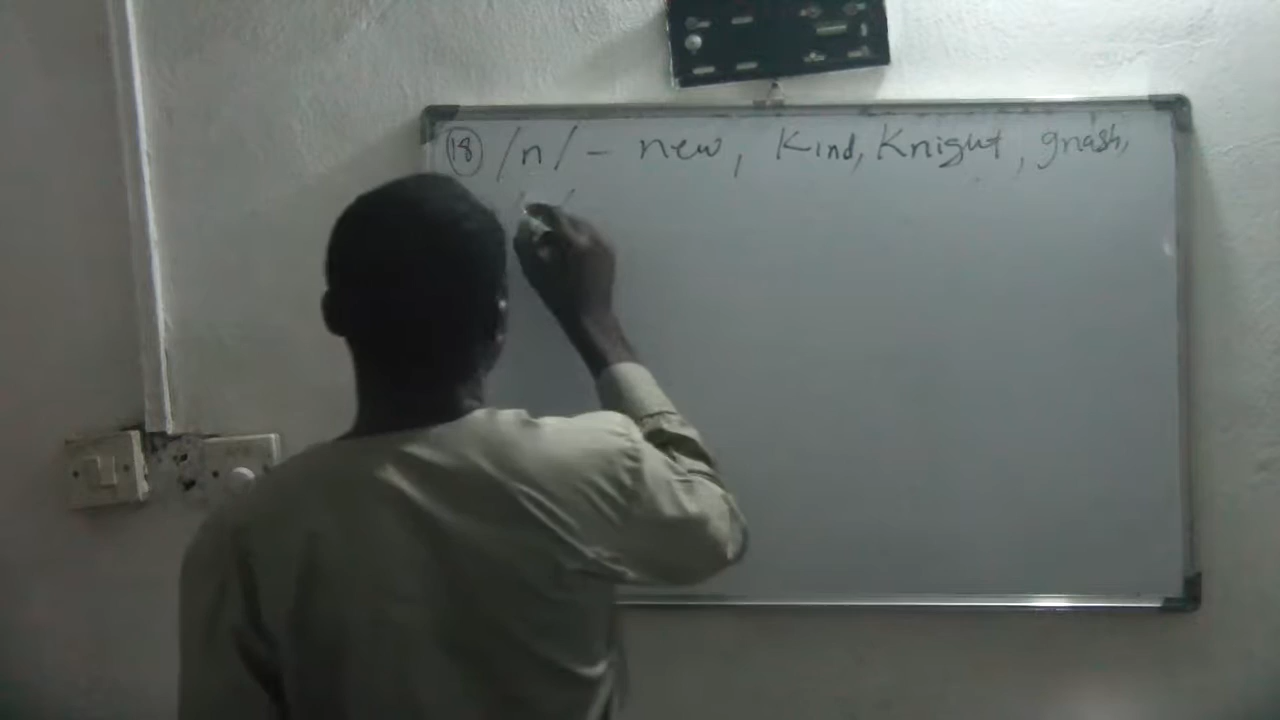 18 /n/ - new, Kind, Knight, gnash,
/ /